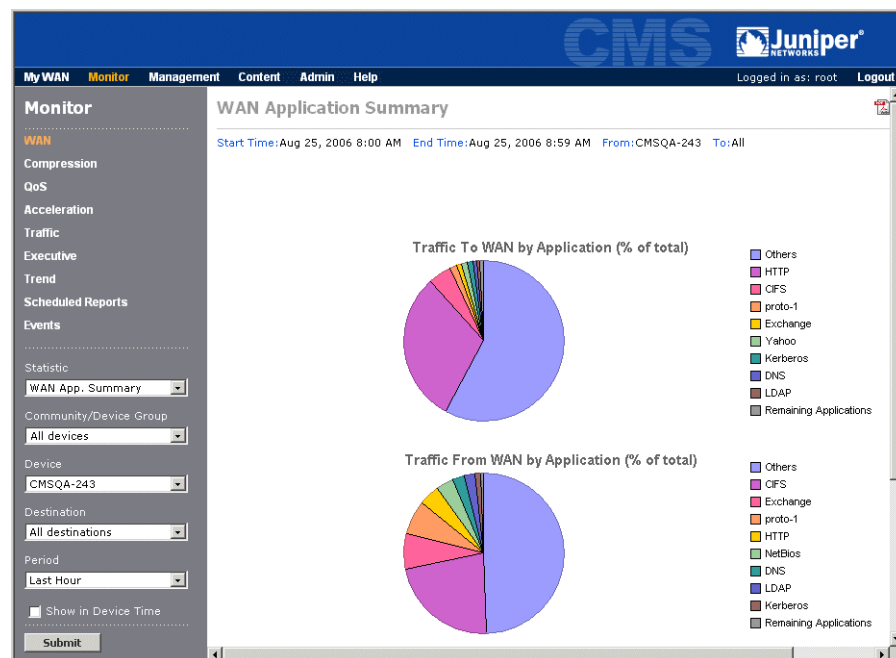 CMS
Juniper®
NETWORKS
My WAN Monitor Management Content Admin Help Logged in as: root Logout
Monitor
WAN
Compression
QoS
Acceleration
Traffic
Executive
Trend
Scheduled Reports
Events
Statistic
WAN App. Summary
Community/Device Group
All devices
Device
CMSQA-243
Destination
All destinations
Period
Last Hour
Show in Device Time
Submit
WAN Application Summary
Start Time:Aug 25, 2006 8:00 AM End Time:Aug 25, 2006 8:59 AM From:CMSQA-243 To:All
Traffic To WAN by Application (% of total)
Others
HTTP
CIFS
proto-1
Exchange
Yahoo
Kerberos
DNS
LDAP
Remaining Applications
Traffic From WAN by Application (% of total)
Others
CIFS
Exchange
proto-1
HTTP
NetBios
DNS
LDAP
Kerberos
Remaining Applications